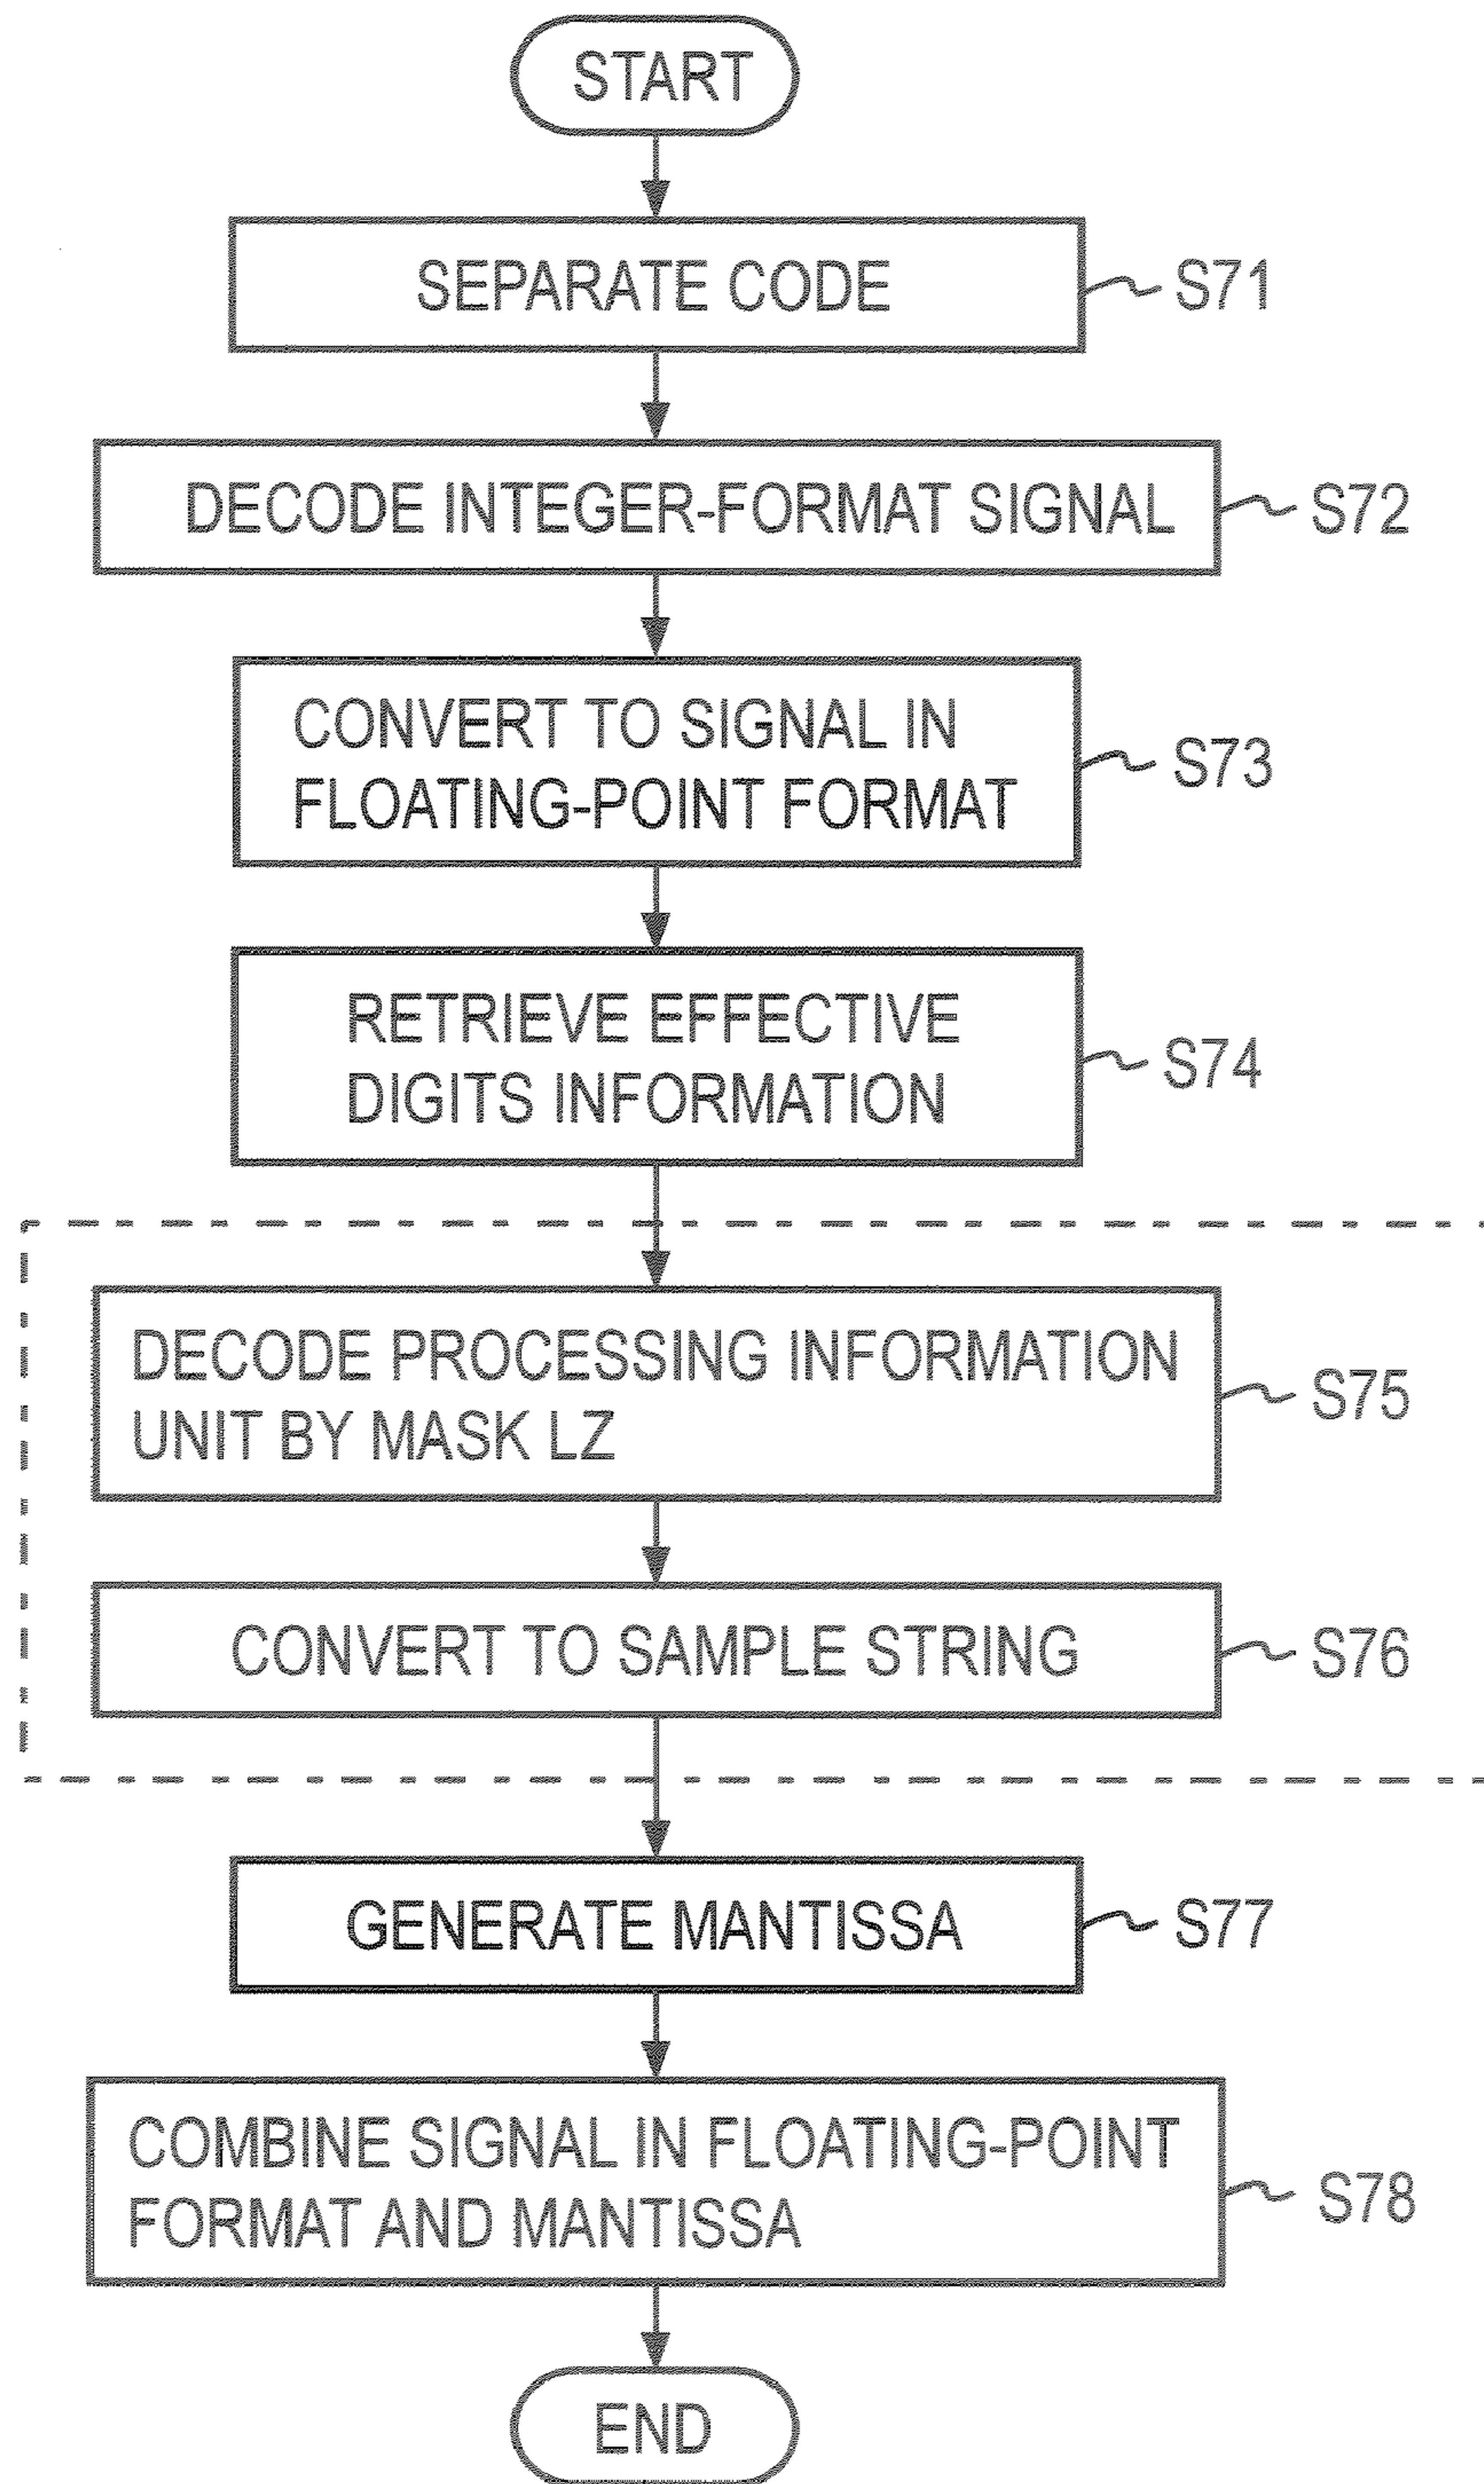 START
SEPARATE CODE
S71
DECODE INTEGER-FORMAT SIGNAL
S72
CONVERT TO SIGNAL IN
FLOATING-POINT FORMAT
S73
RETRIEVE EFFECTIVE
DIGITS INFORMATION
S74
DECODE PROCESSING INFORMATION
UNIT BY MASK LZ
S75
CONVERT TO SAMPLE STRING
S76
GENERATE MANTISSA
S77
COMBINE SIGNAL IN FLOATING-POINT
FORMAT AND MANTISSA
S78
END